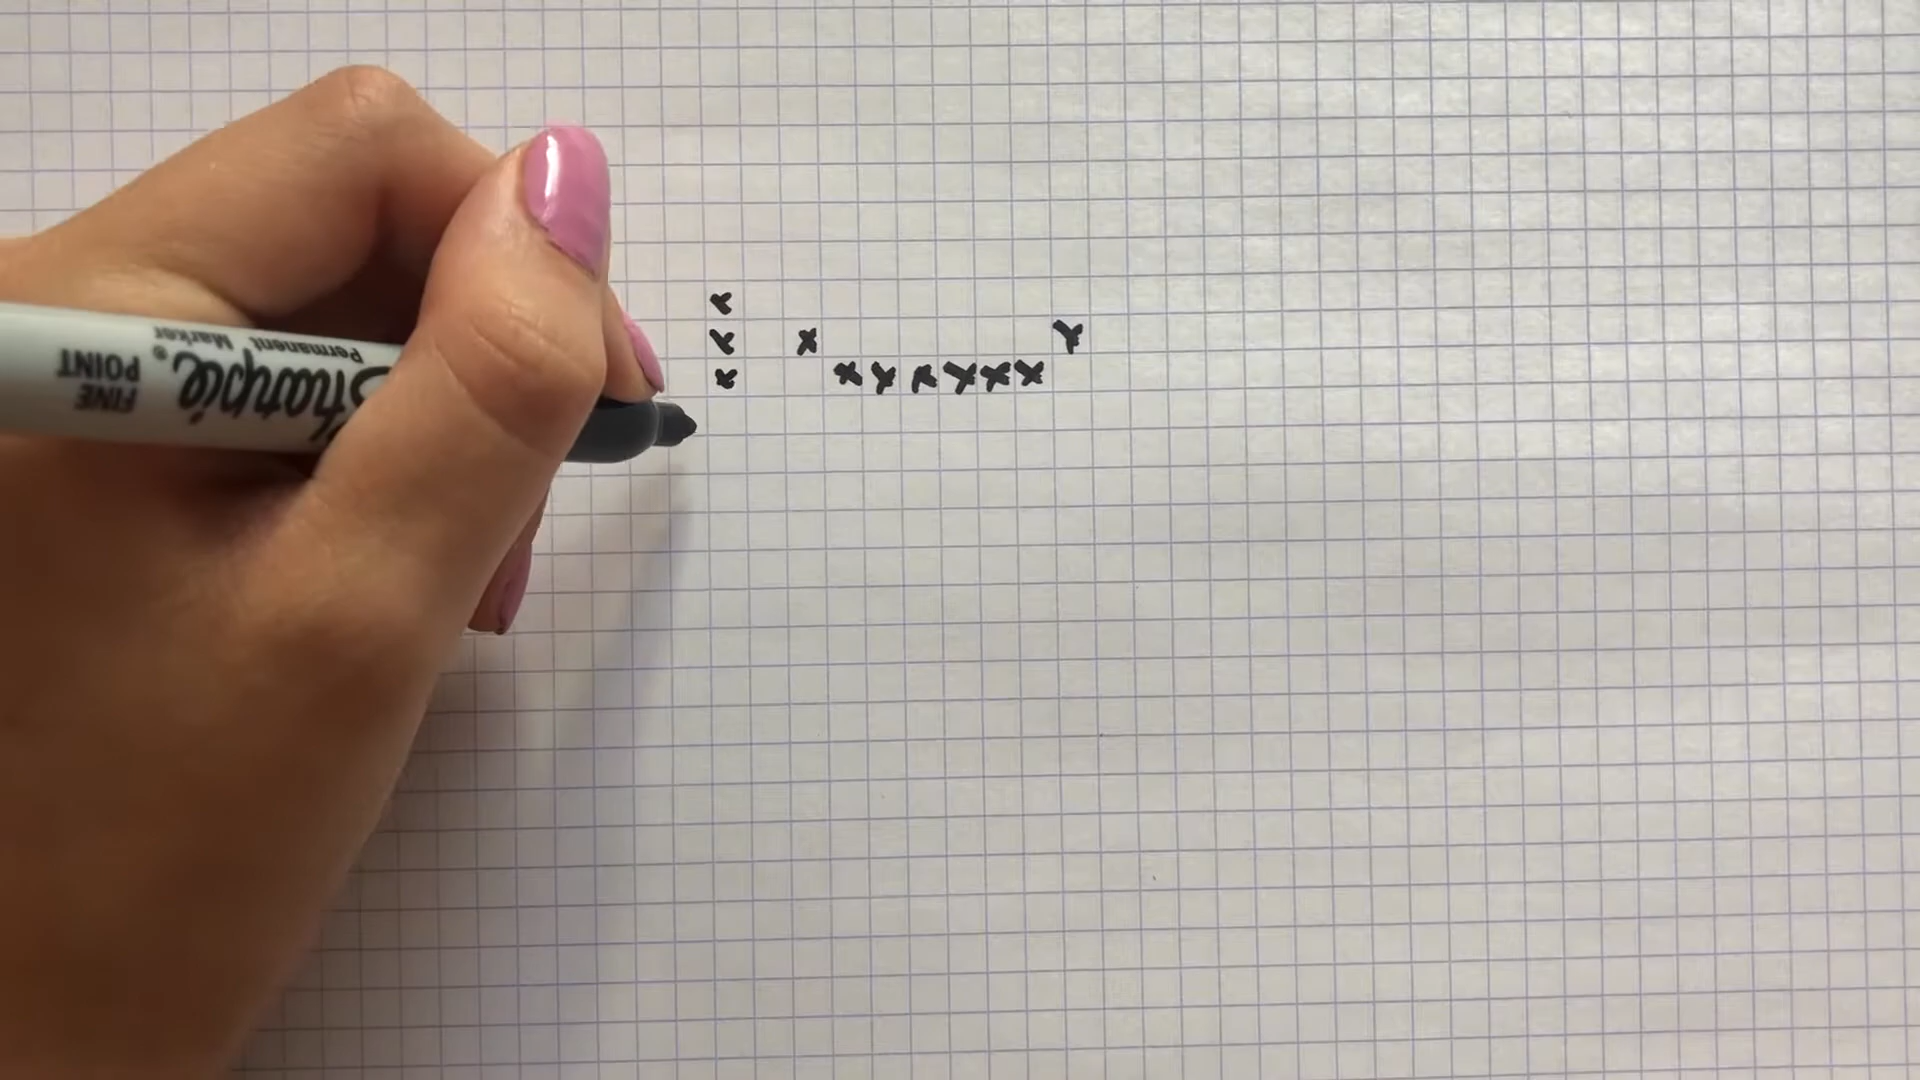 Sharpie
Permanent Marker
FINE
POINT
x
x x x
x x x x x x x